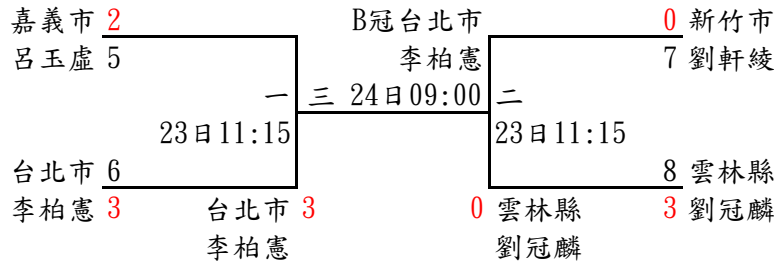 嘉義市 2 B冠台北市 0 新竹市
呂玉虛 5 李柏憲 7 劉軒綾
一 三 24日09:00 二
23日11:15 23日11:15
台北市 6 8 雲林縣
李柏憲 3 台北市 3 0 雲林縣 3 劉冠麟
李柏憲 劉冠麟